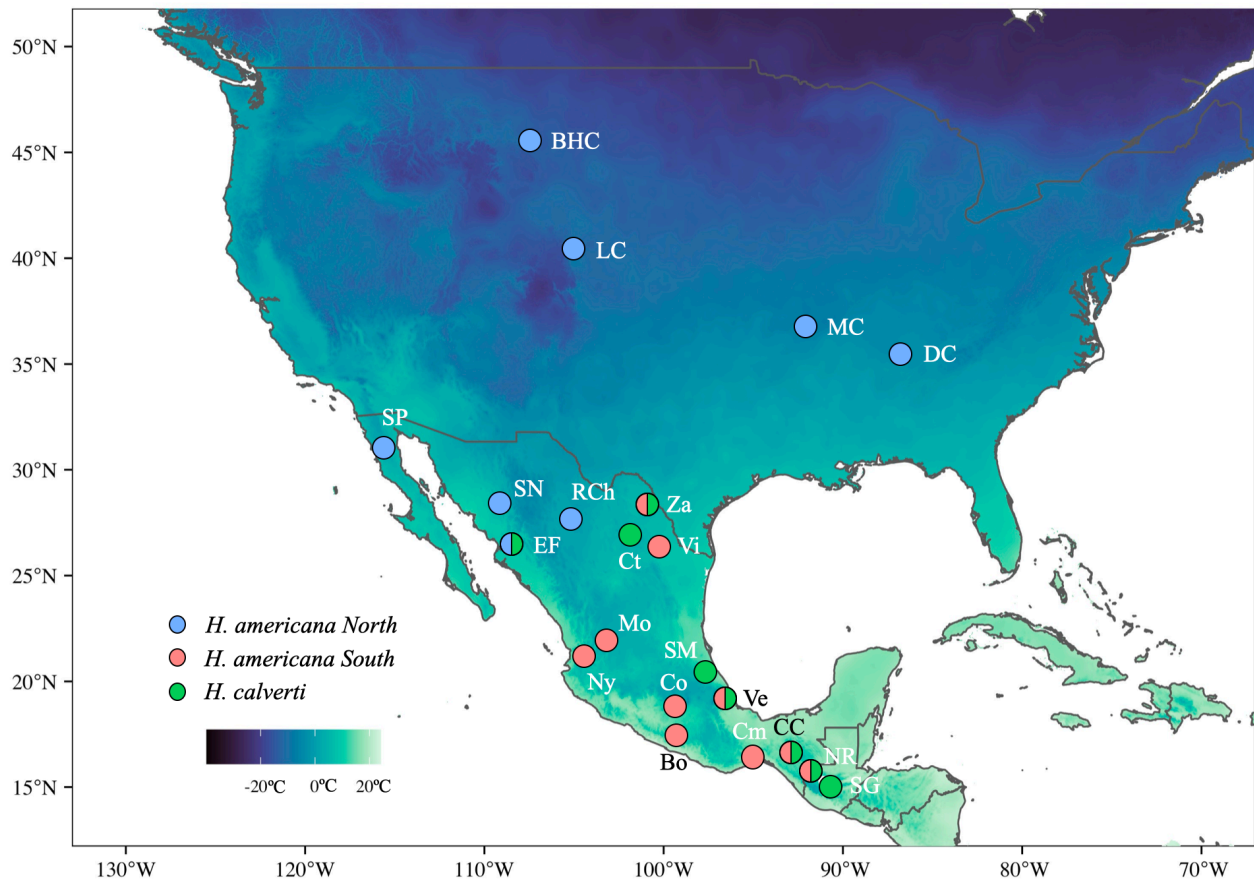 50°N
BHC
45°N
LC
40°N
MC
DC
35°N
SP
30°N
SN
RCh
Za
EF
Ct
Vi
25°N
H. americana North
Mo
H. americana South
SM
20°N
H. calverti
Ny
Co
Ve
Cm
CC
Bo
NR
SG
15°N
-20℃
0℃
20℃
130°W
120°W
110°W
100°W
90°W
80°W
70°W